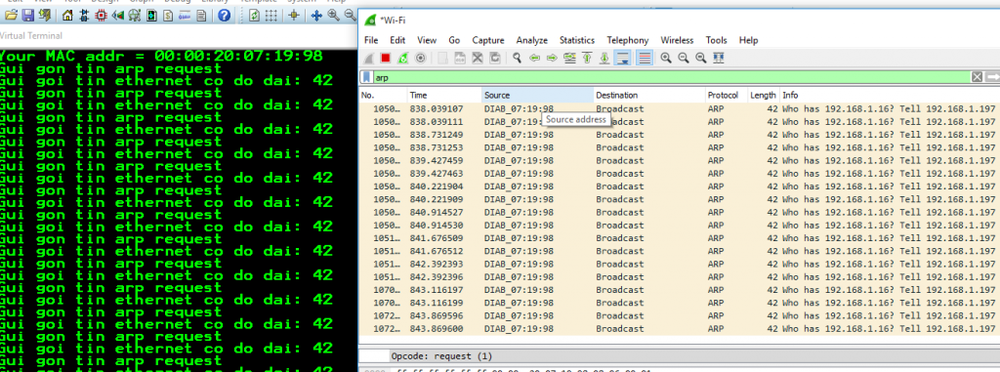 Edit View Tool Design Graph Debug Library Template System Help
Virtual Terminal
Your MAC addr = 00:00:20:07:19:98
Gui gon tin arp request
Gui goi tin ethernet co do dai: 42
Gui gon tin arp request
Gui goi tin ethernet co do dai: 42
Gui gon tin arp request
Gui goi tin ethernet co do dai: 42
Gui gon tin arp request
Gui goi tin ethernet co do dai: 42
Gui gon tin arp request
Gui goi tin ethernet co do dai: 42
Gui gon tin arp request
Gui goi tin ethernet co do dai: 42
Gui gon tin arp request
Gui goi tin ethernet co do dai: 42
Gui gon tin arp request
Gui goi tin ethernet co do dai: 42
Gui gon tin arp request
Gui goi tin ethernet co do dai: 42
Gui gon tin arp request
Gui goi tin ethernet co do dai: 42
Gui gon tin arp request
Gui goi tin ethernet co do dai: 42
Gui gon tin arp request
*Wi-Fi
File Edit View Go Capture Analyze Statistics Telephony Wireless Tools Help
arp
No. Time Source Destination Protocol Length Info
1050… 838.039107 DIAB_07:19:98 Broadcast ARP 42 Who has 192.168.1.16? Tell 192.168.1.197
1050… 838.039111 DIAB_07:19:98 Broadcast ARP 42 Who has 192.168.1.16? Tell 192.168.1.197
Source address
1050… 838.731249 DIAB_07:19:98 Broadcast ARP 42 Who has 192.168.1.16? Tell 192.168.1.197
1050… 838.731253 DIAB_07:19:98 Broadcast ARP 42 Who has 192.168.1.16? Tell 192.168.1.197
1050… 839.427459 DIAB_07:19:98 Broadcast ARP 42 Who has 192.168.1.16? Tell 192.168.1.197
1050… 839.427463 DIAB_07:19:98 Broadcast ARP 42 Who has 192.168.1.16? Tell 192.168.1.197
1050… 840.221904 DIAB_07:19:98 Broadcast ARP 42 Who has 192.168.1.16? Tell 192.168.1.197
1050… 840.221909 DIAB_07:19:98 Broadcast ARP 42 Who has 192.168.1.16? Tell 192.168.1.197
1050… 840.914527 DIAB_07:19:98 Broadcast ARP 42 Who has 192.168.1.16? Tell 192.168.1.197
1050… 840.914530 DIAB_07:19:98 Broadcast ARP 42 Who has 192.168.1.16? Tell 192.168.1.197
1051… 841.676509 DIAB_07:19:98 Broadcast ARP 42 Who has 192.168.1.16? Tell 192.168.1.197
1051… 841.676512 DIAB_07:19:98 Broadcast ARP 42 Who has 192.168.1.16? Tell 192.168.1.197
1051… 842.392393 DIAB_07:19:98 Broadcast ARP 42 Who has 192.168.1.16? Tell 192.168.1.197
1051… 842.392396 DIAB_07:19:98 Broadcast ARP 42 Who has 192.168.1.16? Tell 192.168.1.197
1070… 843.116197 DIAB_07:19:98 Broadcast ARP 42 Who has 192.168.1.16? Tell 192.168.1.197
1070… 843.116199 DIAB_07:19:98 Broadcast ARP 42 Who has 192.168.1.16? Tell 192.168.1.197
1072… 843.869596 DIAB_07:19:98 Broadcast ARP 42 Who has 192.168.1.16? Tell 192.168.1.197
1072… 843.869600 DIAB_07:19:98 Broadcast ARP 42 Who has 192.168.1.16? Tell 192.168.1.197
Opcode: request (1)